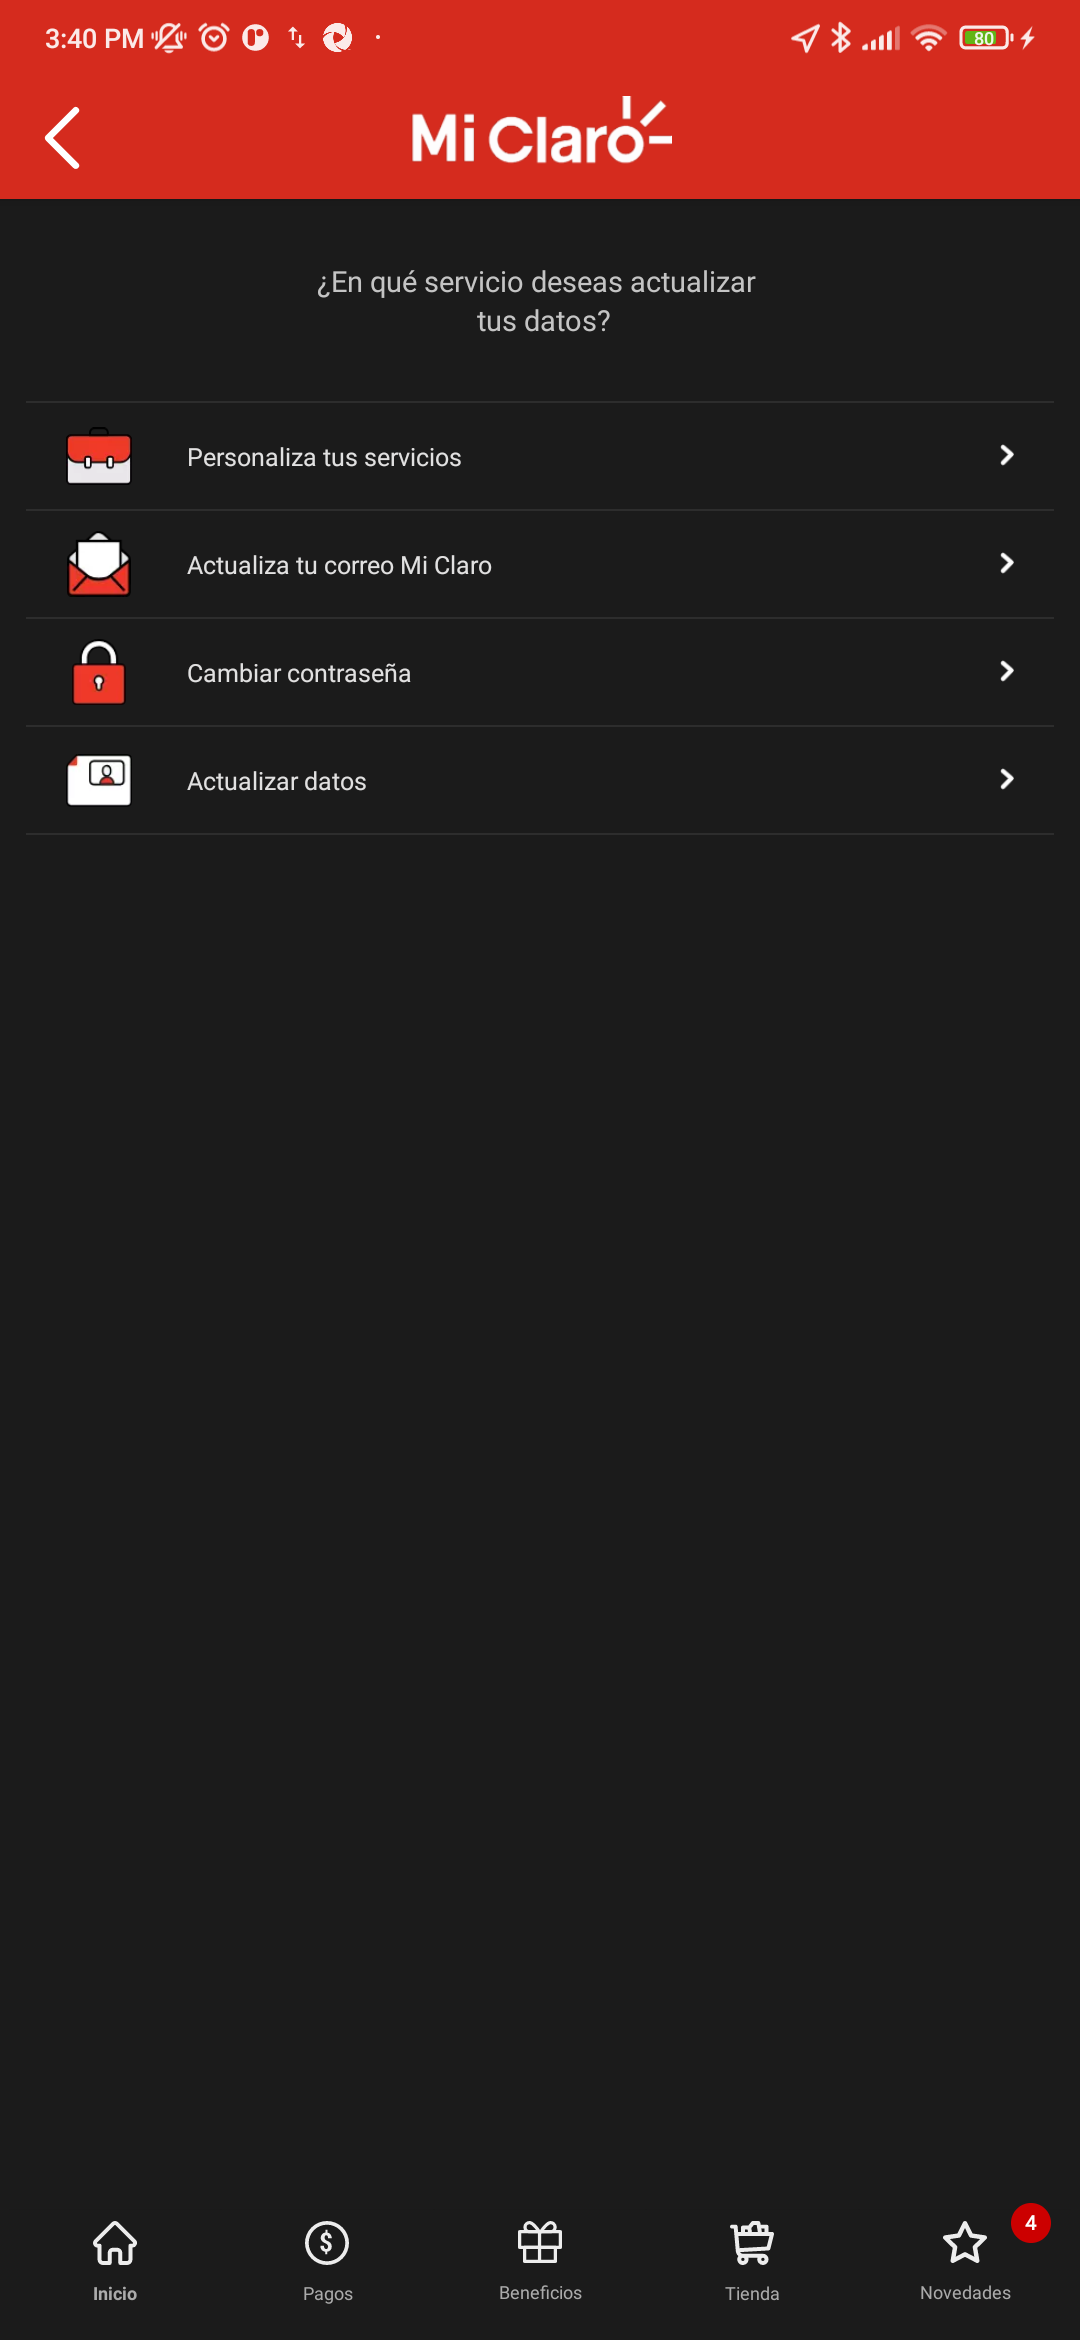 3:40 PM
80
Mi Claro
¿En qué servicio deseas actualizar
tus datos?
Personaliza tus servicios
Actualiza tu correo Mi Claro
Cambiar contraseña
Actualizar datos
4
Inicio
Pagos
Beneficios
Tienda
Novedades